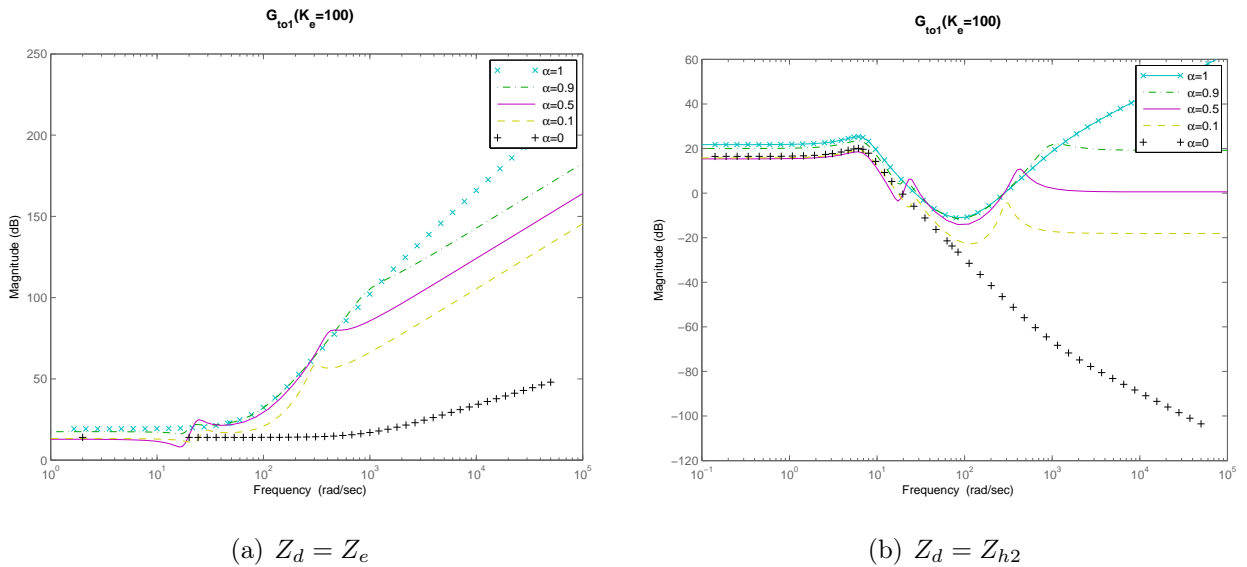 G_to1(K_e=100)
250
200
150
100
50
0
Magnitude (dB)
α=1
α=0.9
α=0.5
α=0.1
α=0
10^0
10^1
10^2
10^3
10^4
10^5
Frequency (rad/sec)
(a) Z_d = Z_e
G_to1(K_e=100)
60
40
20
0
−20
−40
−60
−80
−100
−120
Magnitude (dB)
α=1
α=0.9
α=0.5
α=0.1
α=0
10^−1
10^0
10^1
10^2
10^3
10^4
10^5
Frequency (rad/sec)
(b) Z_d = Z_h2